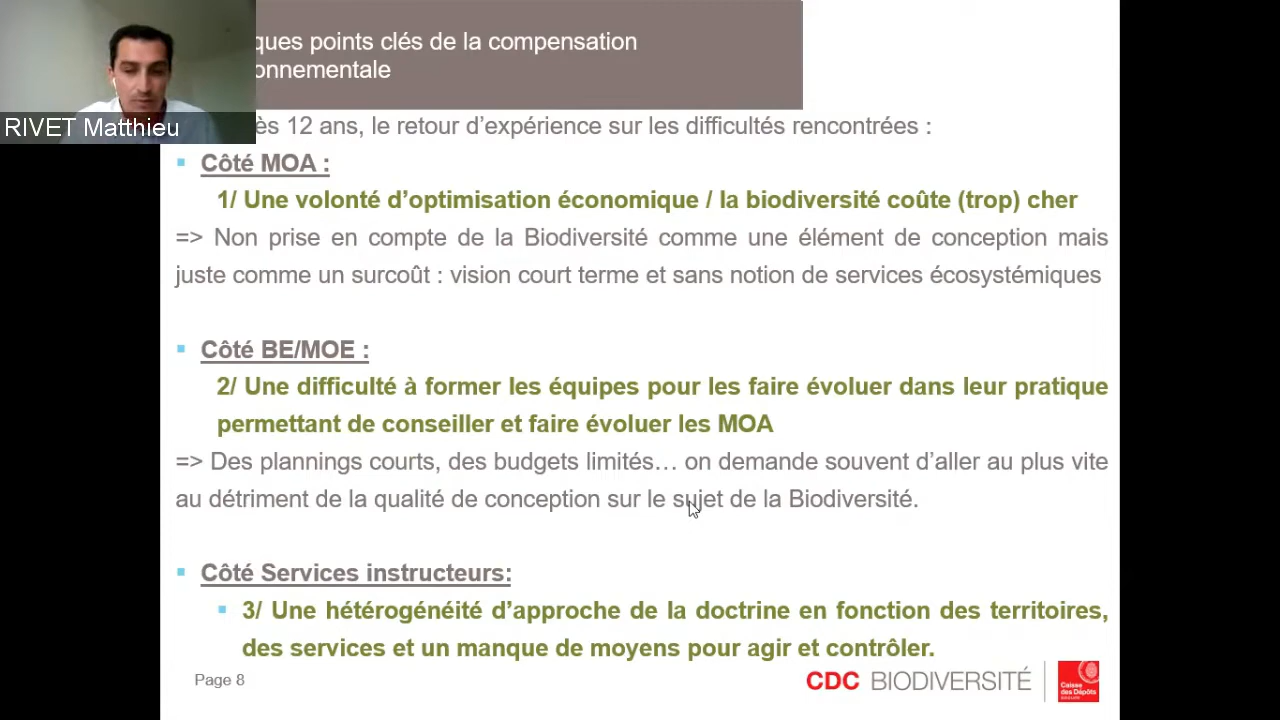 ques points clés de la compensation
onnementale
RIVET Matthieu
ès 12 ans, le retour d’expérience sur les difficultés rencontrées :
▪ Côté MOA :
1/ Une volonté d’optimisation économique / la biodiversité coûte (trop) cher
=> Non prise en compte de la Biodiversité comme une élément de conception mais
juste comme un surcoût : vision court terme et sans notion de services écosystémiques
▪ Côté BE/MOE :
2/ Une difficulté à former les équipes pour les faire évoluer dans leur pratique
permettant de conseiller et faire évoluer les MOA
=> Des plannings courts, des budgets limités… on demande souvent d’aller au plus vite
au détriment de la qualité de conception sur le sujet de la Biodiversité.
▪ Côté Services instructeurs:
▪ 3/ Une hétérogénéité d’approche de la doctrine en fonction des territoires,
des services et un manque de moyens pour agir et contrôler.
Page 8
CDC BIODIVERSITÉ
Caisse
des Dépôts